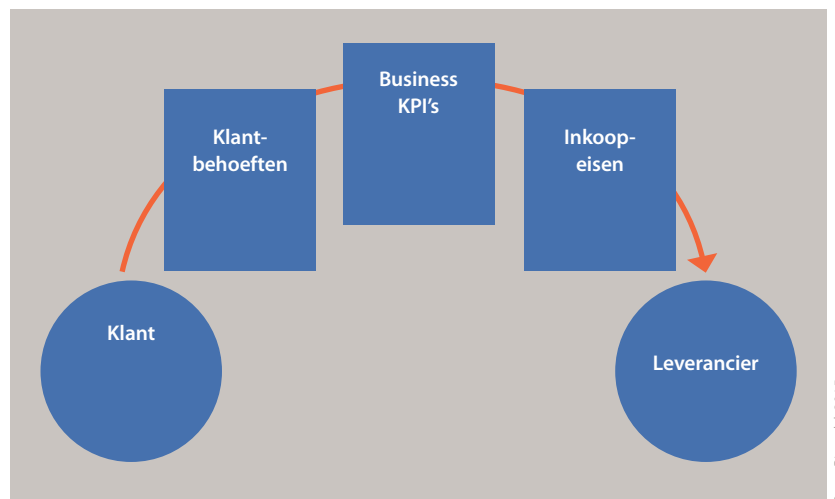 Business
KPI's
Klant-
behoeften
Inkoop-
eisen
Klant
Leverancier